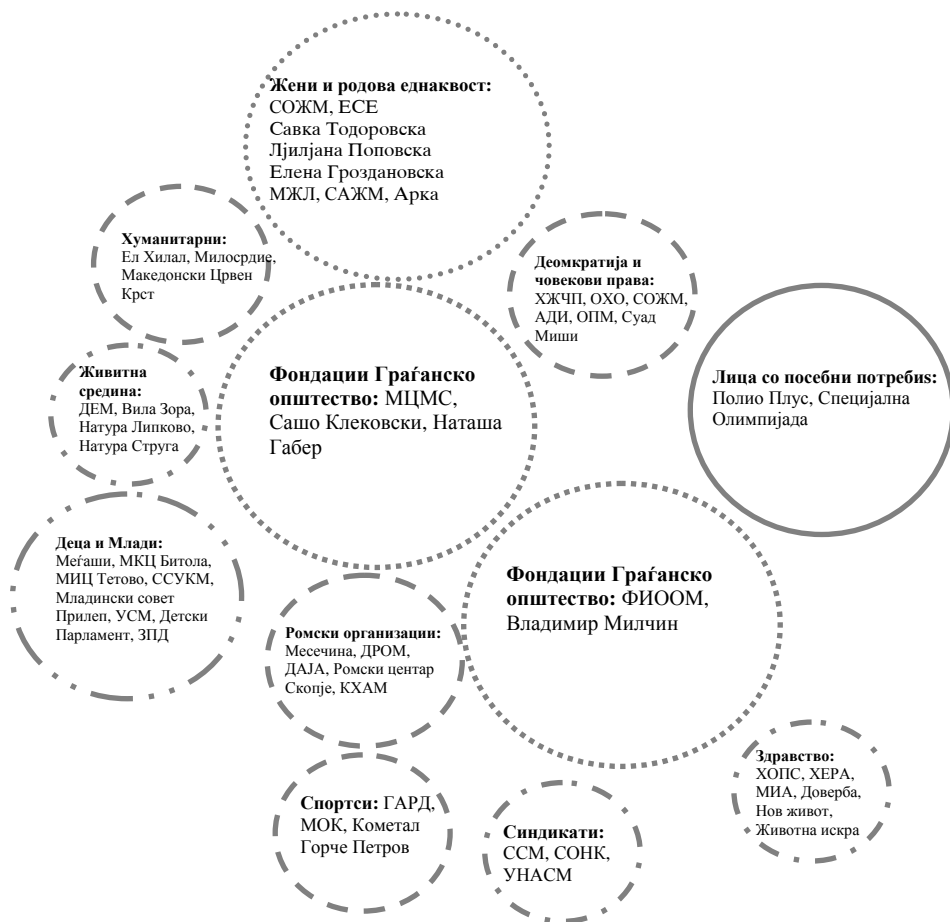 Жени и родова еднаквост:
СОЖМ, ЕСЕ
Савка Тодоровска
Лјилјана Поповска
Елена Гроздановска
МЖЛ, САЖМ, Арка
Хуманитарни:
Ел Хилал, Милосрдие,
Македонски Црвен
Крст
Деомкратија и
човекови права:
ХЖЧП, ОХО, СОЖМ,
АДИ, ОПМ, Суад
Миши
Живитна
средина:
ДЕМ, Вила Зора,
Натура Липково,
Натура Струга
Фондации Граѓанско
општество: МЦМС,
Сашо Клековски, Наташа
Габер
Лица со посебни потребиѕ:
Полио Плус, Специјална
Олимпијада
Деца и Млади:
Меѓаши, МКЦ Битола,
МИЦ Тетово, ССУКМ,
Младински совет
Прилеп, УСМ, Детски
Парламент, ЗПД
Фондации Граѓанско
општество: ФИООМ,
Владимир Милчин
Ромски организации:
Месечина, ДРОМ,
ДАЈА, Ромски центар
Скопје, КХАМ
Спортси: ГАРД,
МОК, Кометал
Горче Петров
Синдикати:
ССМ, СОНК,
УНАСМ
Здравство:
ХОПС, ХЕРА,
МИА, Доверба,
Нов живот,
Животна искра